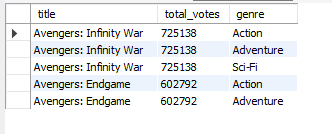 title total_votes genre
Avengers: Infinity War 725138 Action
Avengers: Infinity War 725138 Adventure
Avengers: Infinity War 725138 Sci-Fi
Avengers: Endgame 602792 Action
Avengers: Endgame 602792 Adventure